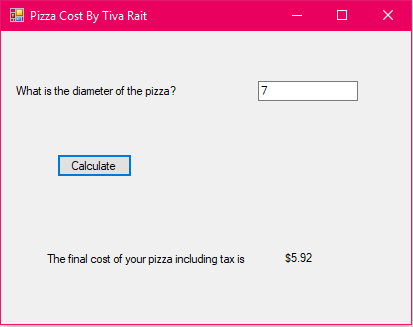 Pizza Cost By Tiva Rait
What is the diameter of the pizza?
7
Calculate
The final cost of your pizza including tax is
$5.92